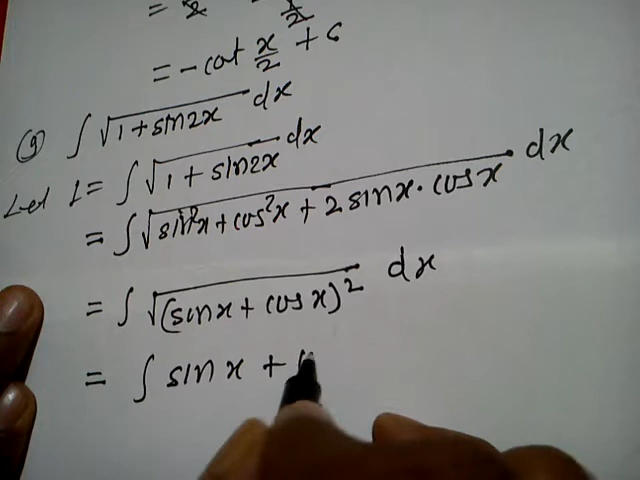 = - cot x/2 + c
(9) ∫ √(1 + sin2x) dx
Let I = ∫ √(1 + sin2x) dx
= ∫ √(sin²x + cos²x + 2 sinx · cosx) dx
= ∫ √((sinx + cosx)²) dx
= ∫ sinx +